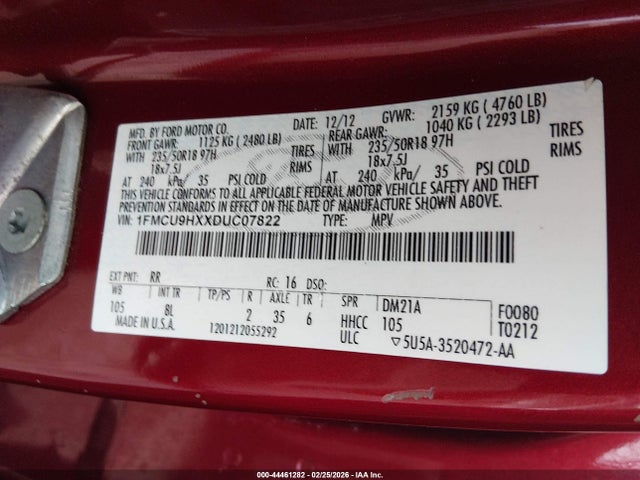 MFD. BY FORD MOTOR CO. DATE: 12/12 GVWR: 2159 KG ( 4760 LB)
FRONT GAWR: 1125 KG ( 2480 LB) REAR GAWR: 1040 KG ( 2293 LB)
WITH 235/50R18 97H TIRES WITH 235/50R18 97H TIRES
18x7.5J RIMS 18x7.5J RIMS
AT 240 kPa/ 35 PSI COLD AT 240 kPa/ 35 PSI COLD
THIS VEHICLE CONFORMS TO ALL APPLICABLE FEDERAL MOTOR VEHICLE SAFETY AND THEFT
PREVENTION STANDARDS IN EFFECT ON THE DATE OF MANUFACTURE SHOWN ABOVE.
VIN: 1FMCU9HXXDUC07822 TYPE: MPV
EXT PNT: RR RC: 16 DSO:
WB INT TR TP/PS R AXLE TR SPR DM21A F0080
105 8L 2 35 6 HHCC 105 T0212
MADE IN U.S.A. 1201212055292 ULC ▽5U5A-3520472-AA
000-44461282 - 02/25/2026 - IAA Inc.